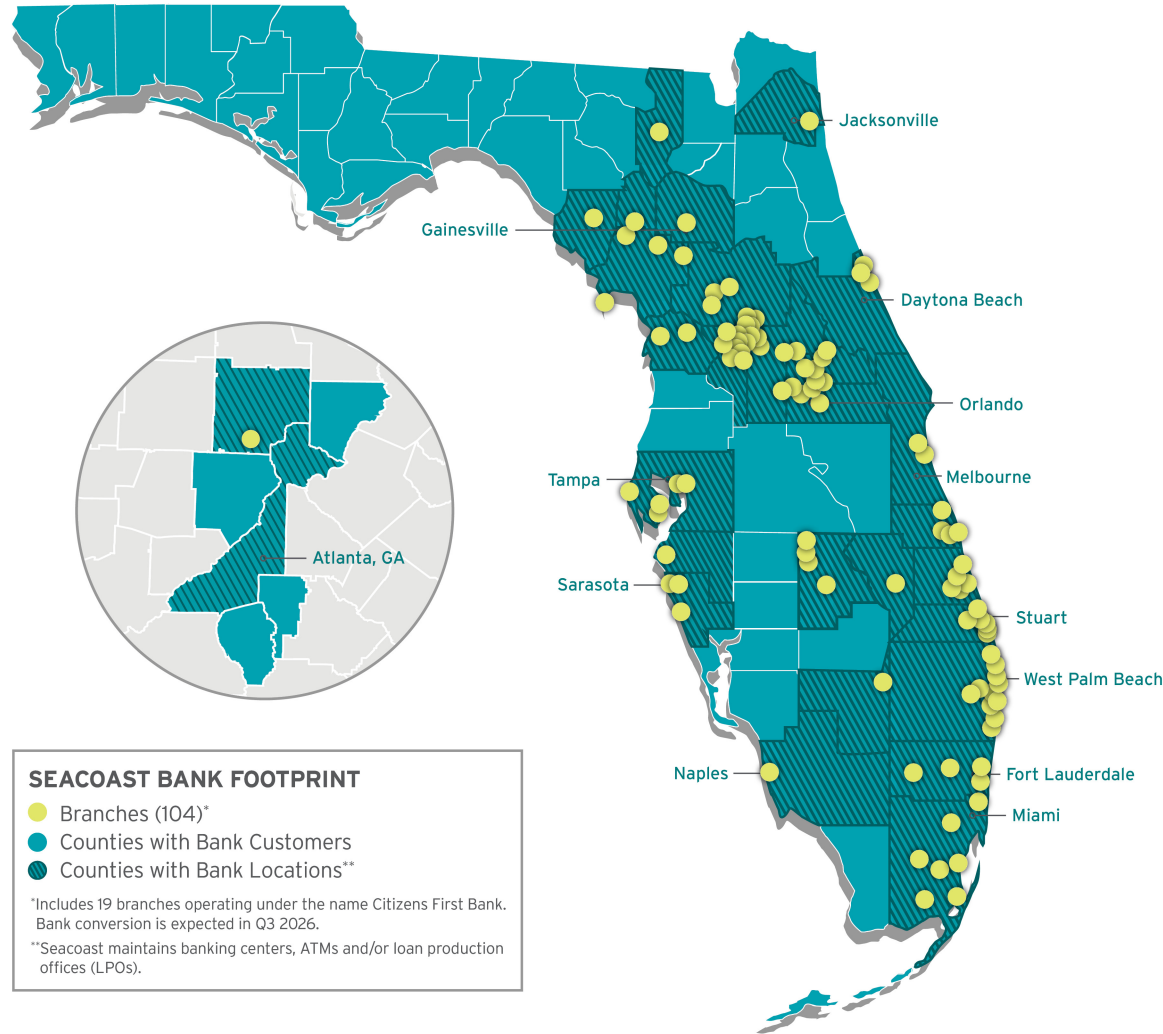 Jacksonville
Gainesville
Daytona Beach
Orlando
Tampa
Melbourne
Atlanta, GA
Sarasota
Stuart
West Palm Beach
Naples
Fort Lauderdale
Miami
SEACOAST BANK FOOTPRINT
Branches (104)*
Counties with Bank Customers
Counties with Bank Locations**
*Includes 19 branches operating under the name Citizens First Bank.
Bank conversion is expected in Q3 2026.
**Seacoast maintains banking centers, ATMs and/or loan production
offices (LPOs).